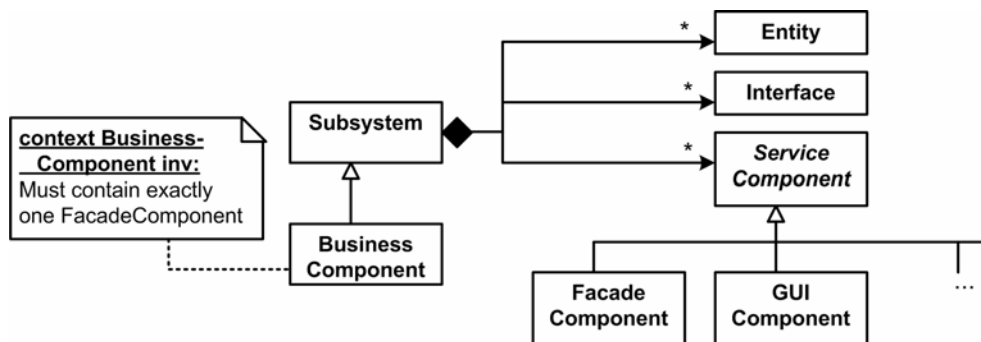 *
Entity
*
Interface
Subsystem
context Business-
Component inv:
Must contain exactly
one FacadeComponent
*
Service
Component
Business
Component
Facade
Component
GUI
Component
...